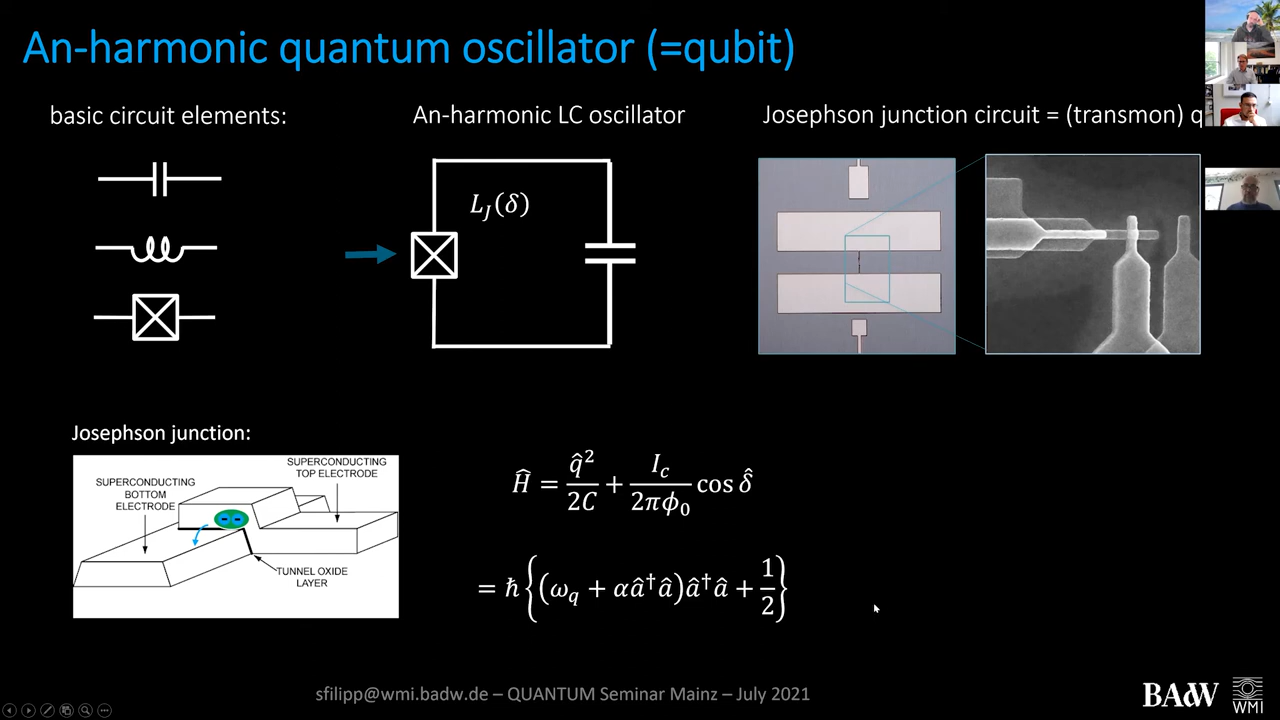 An-harmonic quantum oscillator (=qubit)
basic circuit elements:
An-harmonic LC oscillator
Josephson junction circuit = (transmon) q
L_J(δ)
Josephson junction:
SUPERCONDUCTING
BOTTOM
ELECTRODE
SUPERCONDUCTING
TOP ELECTRODE
TUNNEL OXIDE
LAYER
Ĥ = q̂²/2C + I_c/2πϕ₀ cos δ̂
= ħ{(ω_q + αâ†â)â†â + 1/2}
sfilipp@wmi.badw.de – QUANTUM Seminar Mainz – July 2021
BAdW
WMI